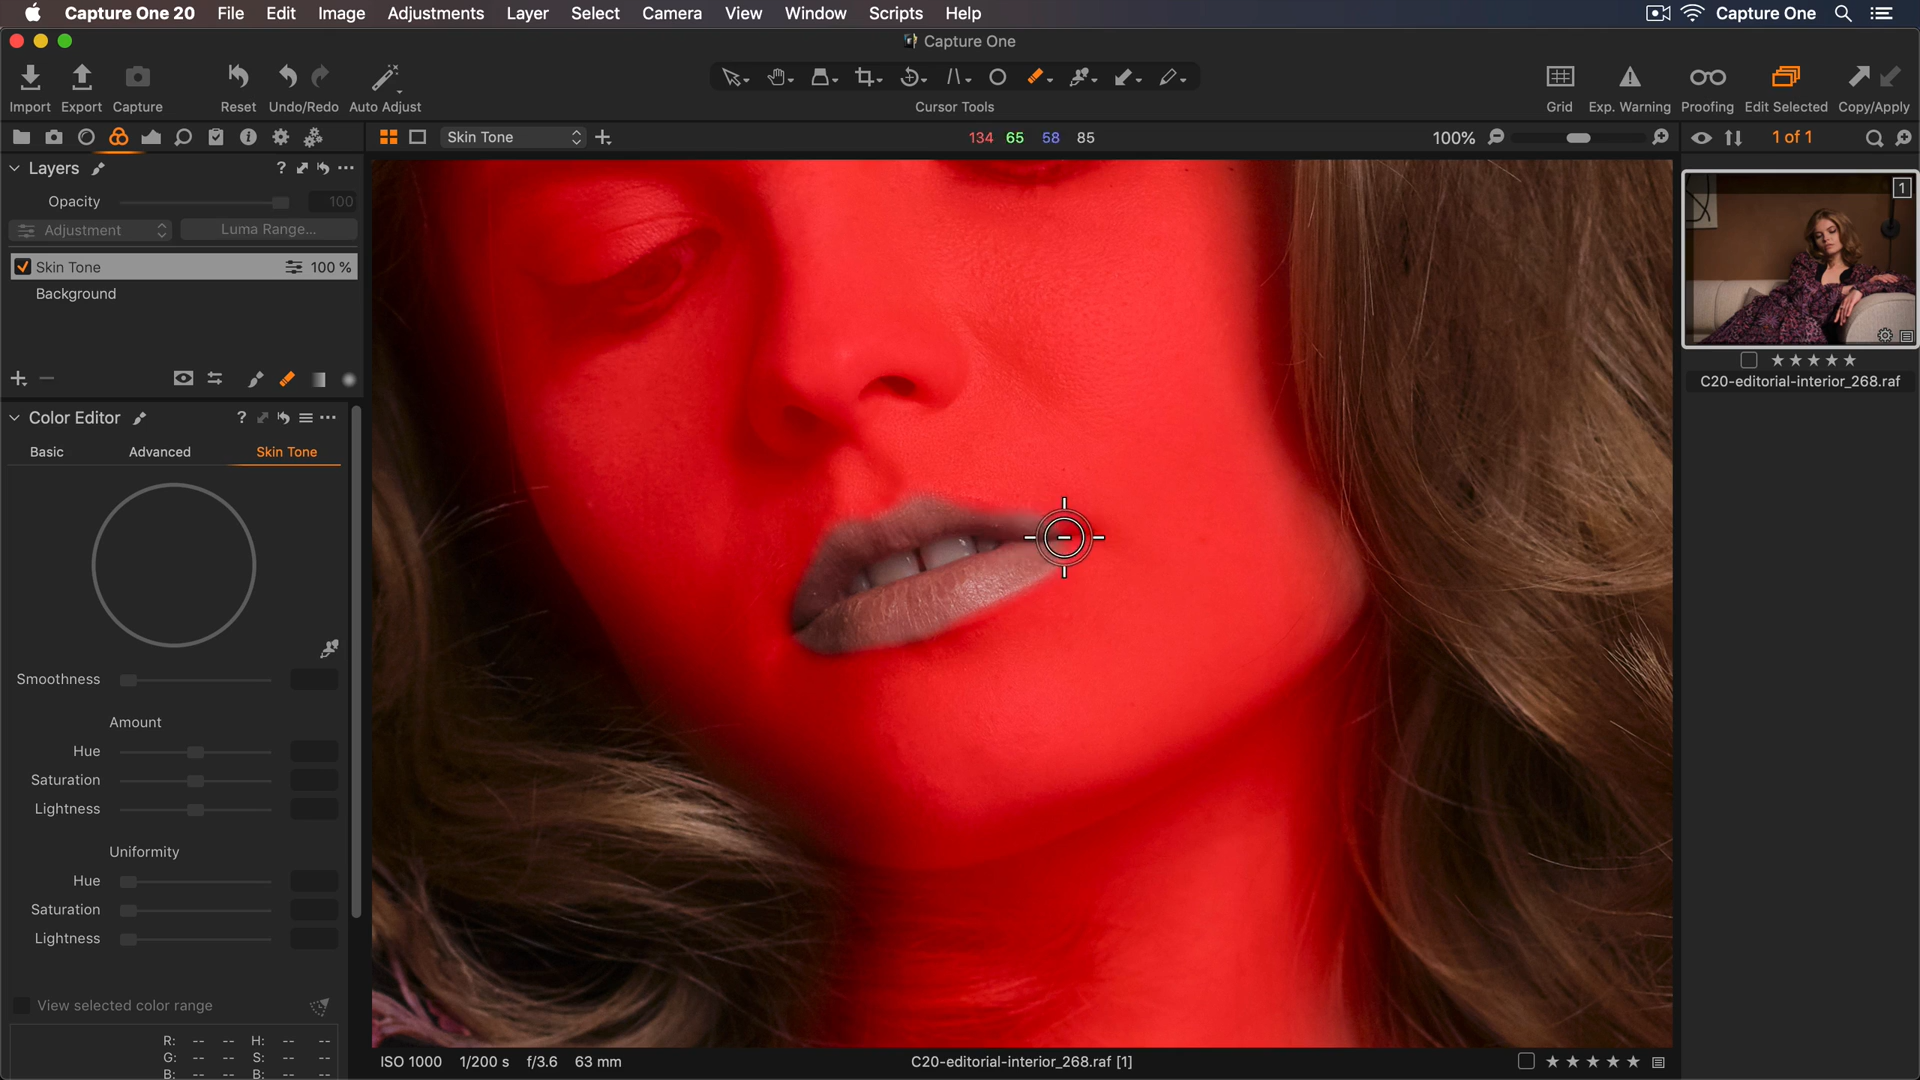 Capture One 20 File Edit Image Adjustments Layer Select Camera View Window Scripts Help Capture One
Capture One
Import Export Capture Reset Undo/Redo Auto Adjust Cursor Tools Grid Exp. Warning Proofing Edit Selected Copy/Apply
Skin Tone 134 65 58 85 100% 1 of 1
Layers ?
Opacity 100
Adjustment Luma Range...
Skin Tone 100 %
Background
Color Editor ?
Basic Advanced Skin Tone
Smoothness
Amount
Hue
Saturation
Lightness
Uniformity
Hue
Saturation
Lightness
View selected color range
R: -- -- H: -- --
G: -- -- S: -- --
B: -- -- B: -- --
ISO 1000 1/200 s f/3.6 63 mm C20-editorial-interior_268.raf [1]
1
C20-editorial-interior_268.raf